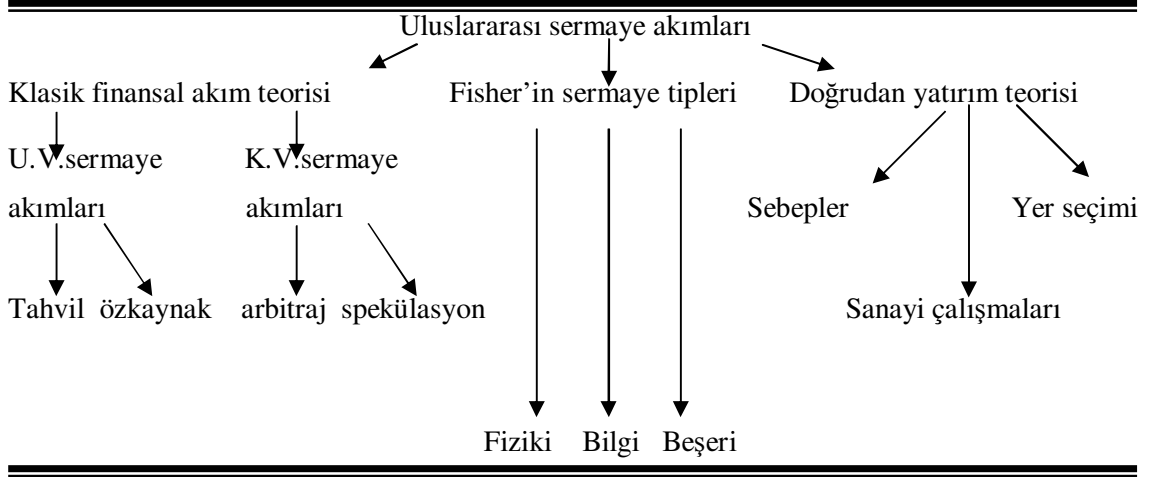 Uluslararası sermaye akımları
Klasik finansal akım teorisi Fisher’in sermaye tipleri Doğrudan yatırım teorisi
U.V.sermaye K.V.sermaye
akımları akımları Sebepler Yer seçimi
Tahvil özkaynak arbitraj spekülasyon Sanayi çalışmaları
Fiziki Bilgi Beşeri